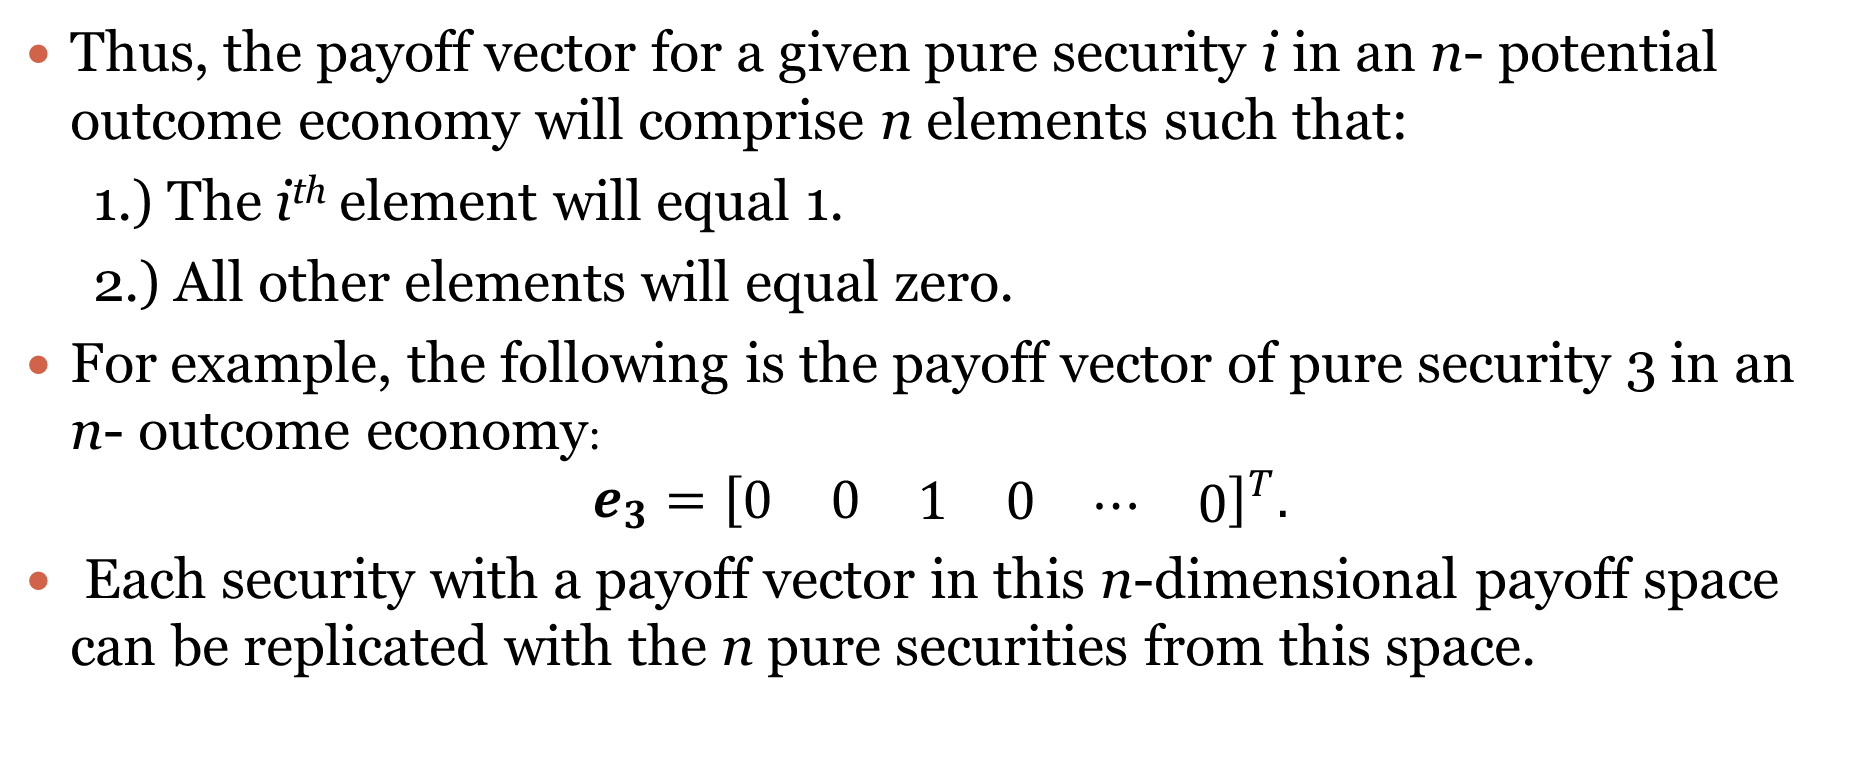 • Thus, the payoff vector for a given pure security i in an n- potential
outcome economy will comprise n elements such that:
1.) The iᵗʰ element will equal 1.
2.) All other elements will equal zero.
• For example, the following is the payoff vector of pure security 3 in an
n- outcome economy:
e₃ = [0 0 1 0 ⋯ 0]ᵀ.
• Each security with a payoff vector in this n-dimensional payoff space
can be replicated with the n pure securities from this space.